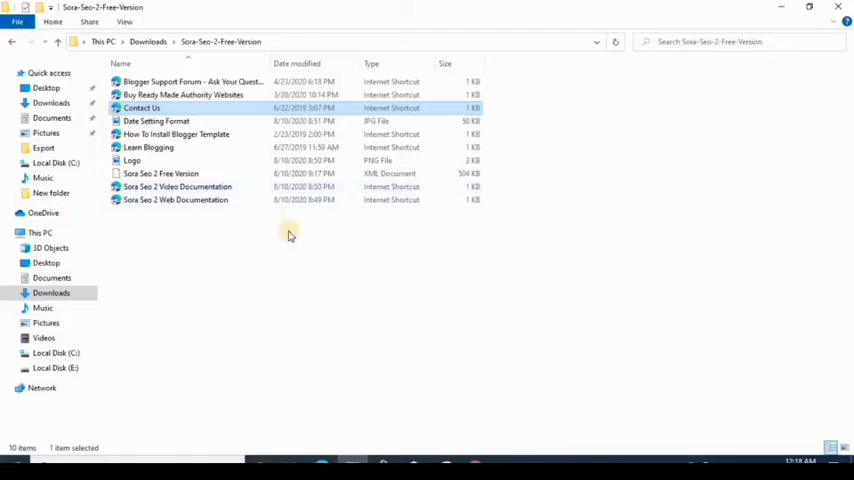 Sora-Seo-2-Free-Version
File Home Share View
This PC > Downloads > Sora-Seo-2-Free-Version
Search Sora-Seo-2-Free-Version
Name Date modified Type Size
Blogger Support Forum - Ask Your Quest... 4/23/2020 6:18 PM Internet Shortcut 1 KB
Buy Ready Made Authority Websites 3/20/2020 10:14 PM Internet Shortcut 1 KB
Contact Us 6/22/2019 3:07 PM Internet Shortcut 1 KB
Date Setting Format 8/10/2020 8:51 PM JPG File 50 KB
How To Install Blogger Template 2/23/2019 2:00 PM Internet Shortcut 1 KB
Learn Blogging 6/27/2019 11:59 AM Internet Shortcut 1 KB
Logo 8/10/2020 8:50 PM PNG File 3 KB
Sora Seo 2 Free Version 8/10/2020 9:17 PM XML Document 504 KB
Sora Seo 2 Video Documentation 8/10/2020 8:50 PM Internet Shortcut 1 KB
Sora Seo 2 Web Documentation 8/10/2020 8:49 PM Internet Shortcut 1 KB
Quick access
Desktop
Downloads
Documents
Pictures
Export
Local Disk (C:)
Music
New folder
OneDrive
This PC
3D Objects
Desktop
Documents
Downloads
Music
Pictures
Videos
Local Disk (C:)
Local Disk (E:)
Network
10 items 1 item selected
12:18 AM